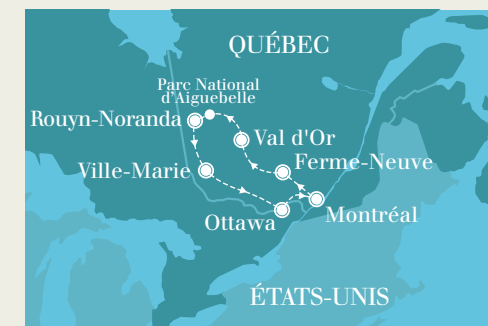 QUÉBEC
Parc National
d'Aiguebelle
Rouyn-Noranda
Val d'Or
Ferme-Neuve
Ville-Marie
Ottawa
Montréal
ÉTATS-UNIS